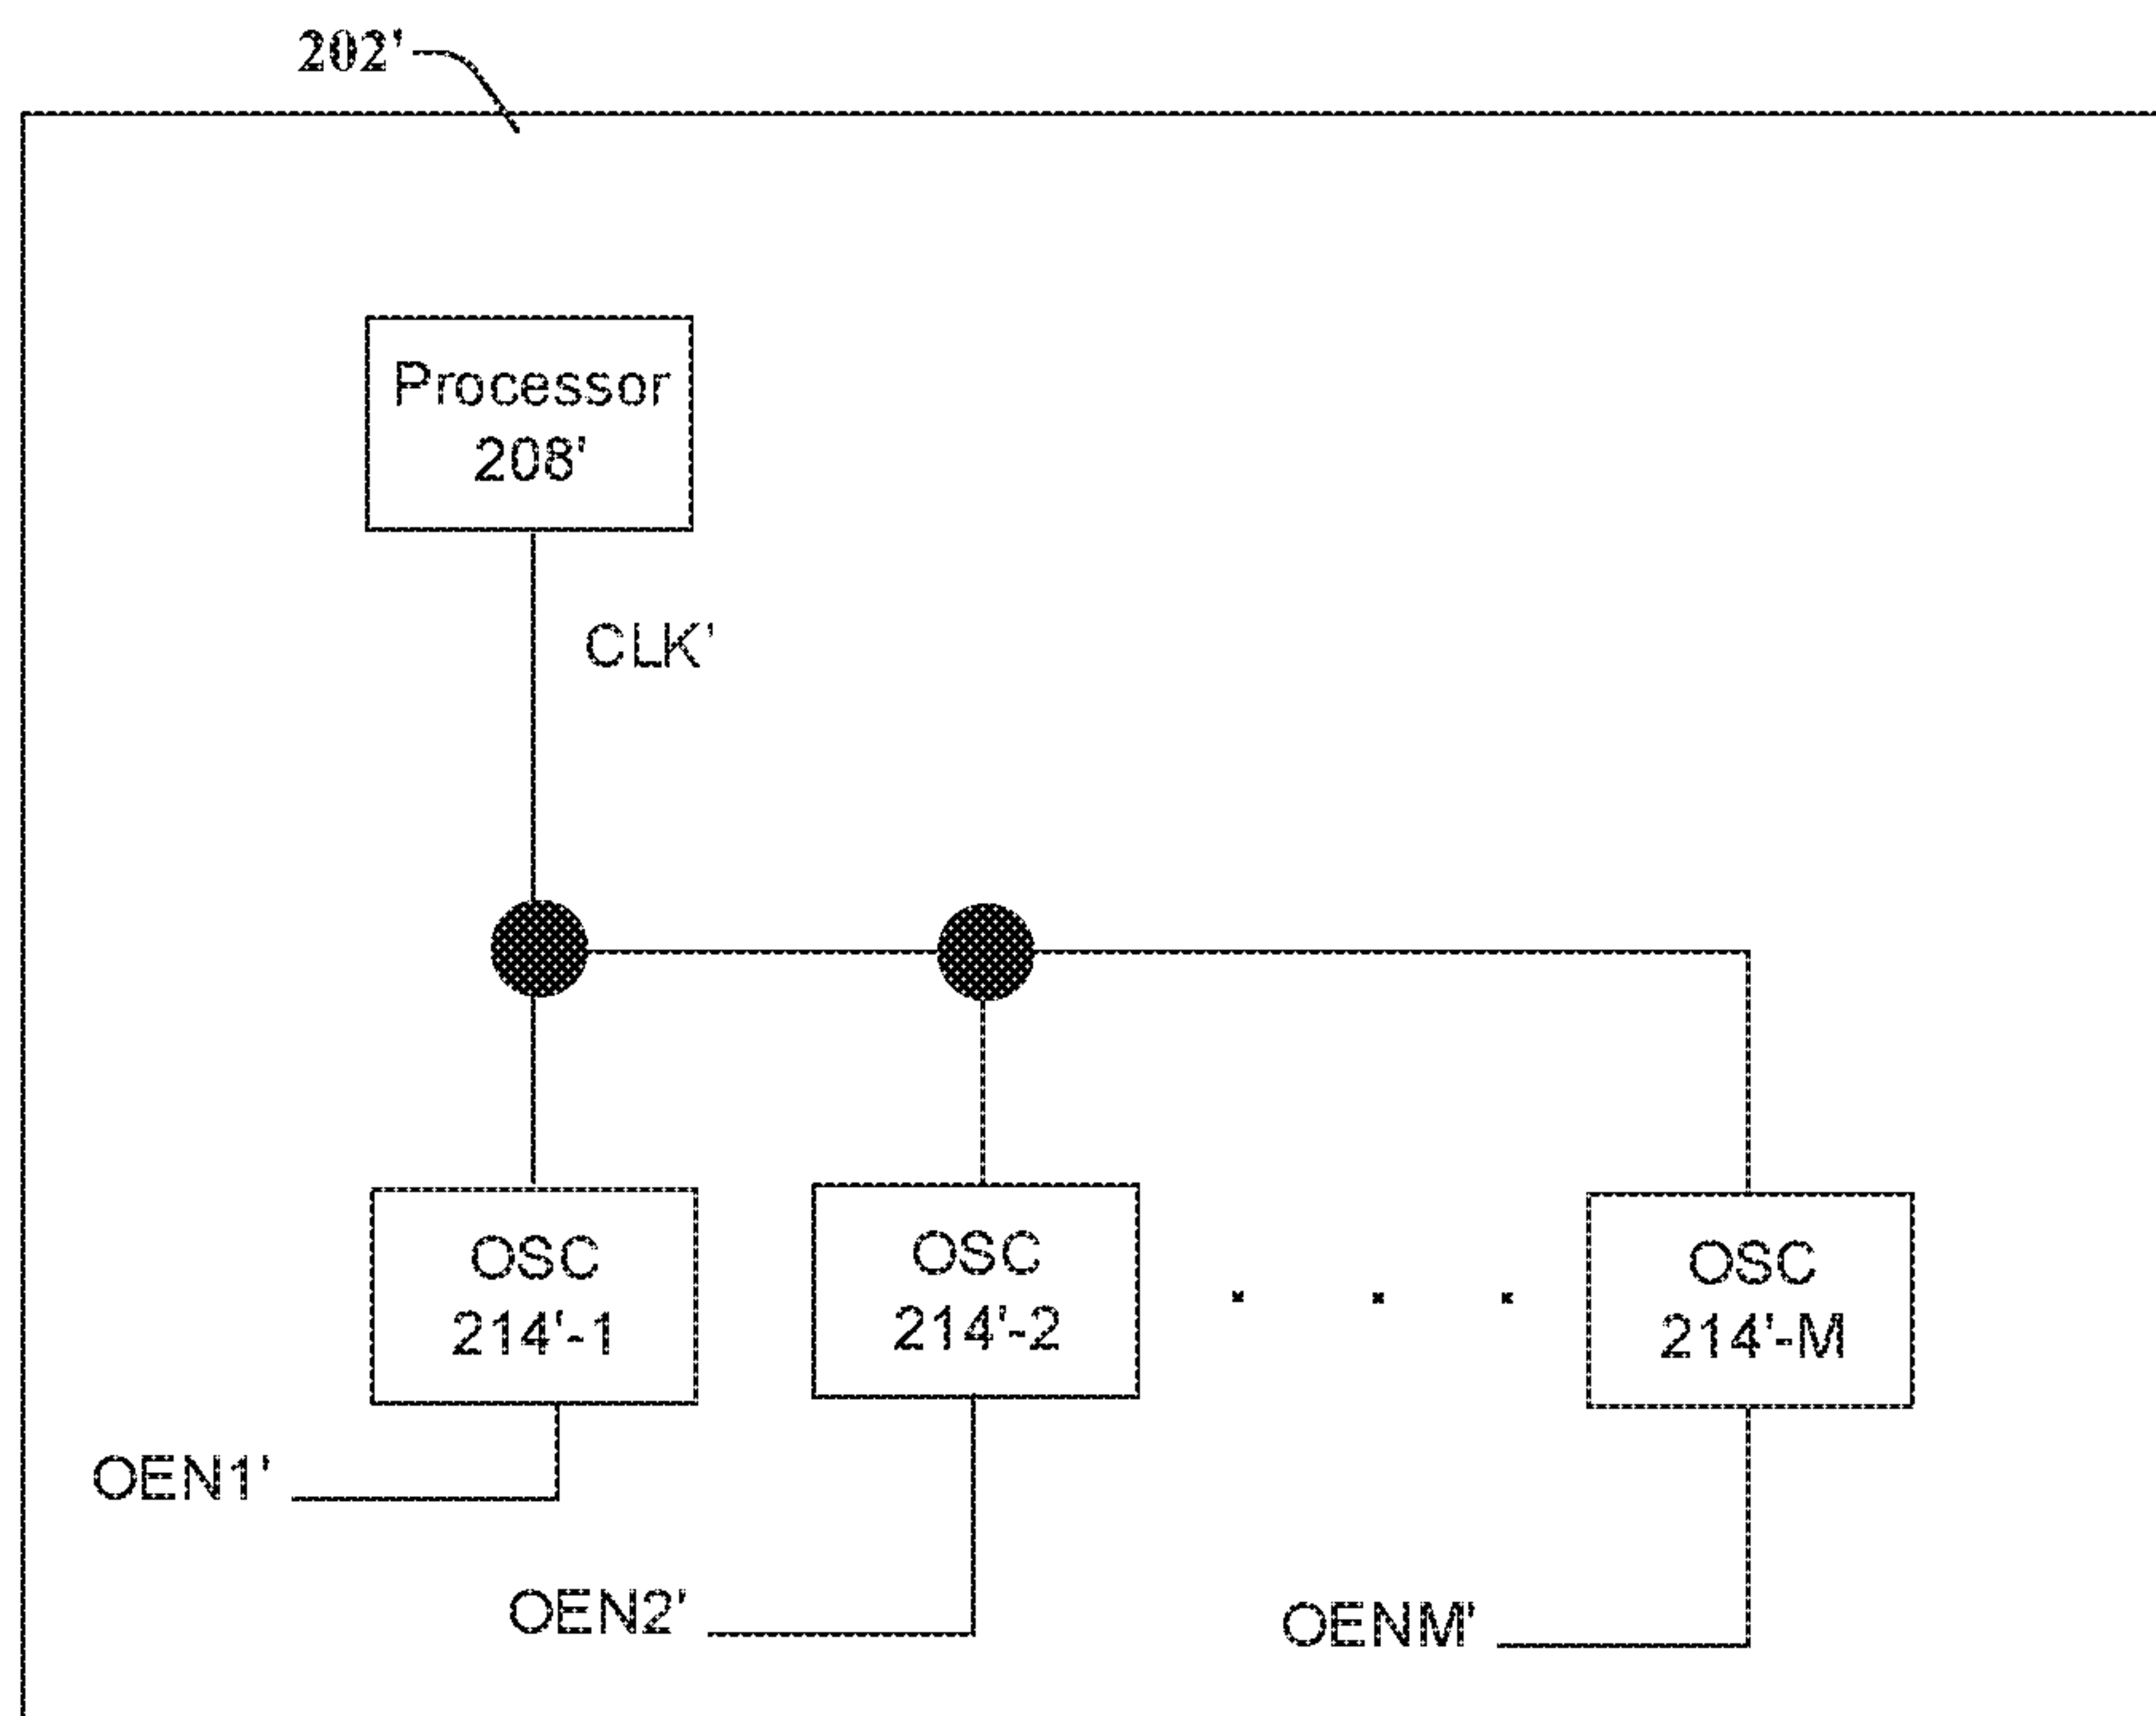 202'
Processor
208'
CLK'
OSC
214'-1
OSC
214'-2
. . .
OSC
214'-M
OEN1'
OEN2'
OENM'